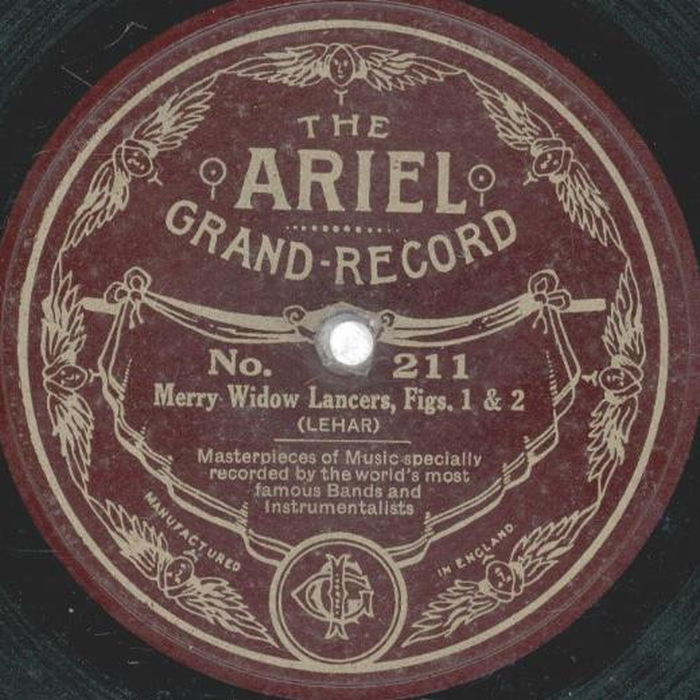 THE
ARIEL
GRAND-RECORD
No. 211
Merry Widow Lancers, Figs. 1 & 2
(LEHAR)
Masterpieces of Music specially
recorded by the world's most
famous Bands and
Instrumentalists
MANUFACTURED
IN ENGLAND